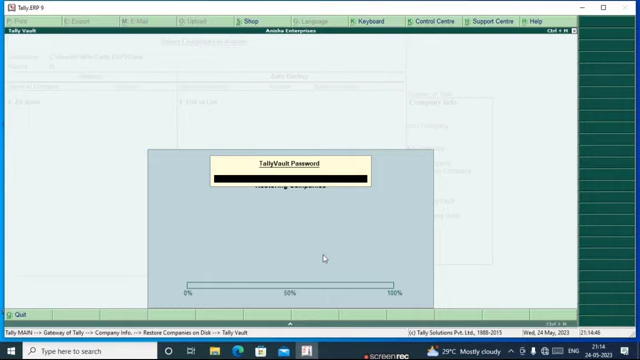 Tally.ERP 9
P: Print
E: Export
M: E-Mail
O: Upload
S: Shop
G: Language
K: Keyboard
K: Control Centre
H: Support Centre
H: Help
Tally Vault
Anisha Enterprises
Ctrl + M
Company Info.
TallyVault Password
Restoring Companies
0%
50%
100%
Q: Quit
Tally MAIN --> Gateway of Tally --> Company Info. --> Restore Companies on Disk --> Tally Vault
(c) Tally Solutions Pvt. Ltd., 1988-2015
Wed, 24 May, 2023
21:14:46
Type here to search
29°C Mostly cloudy
ENG
21:14
24-05-2023
screenrec